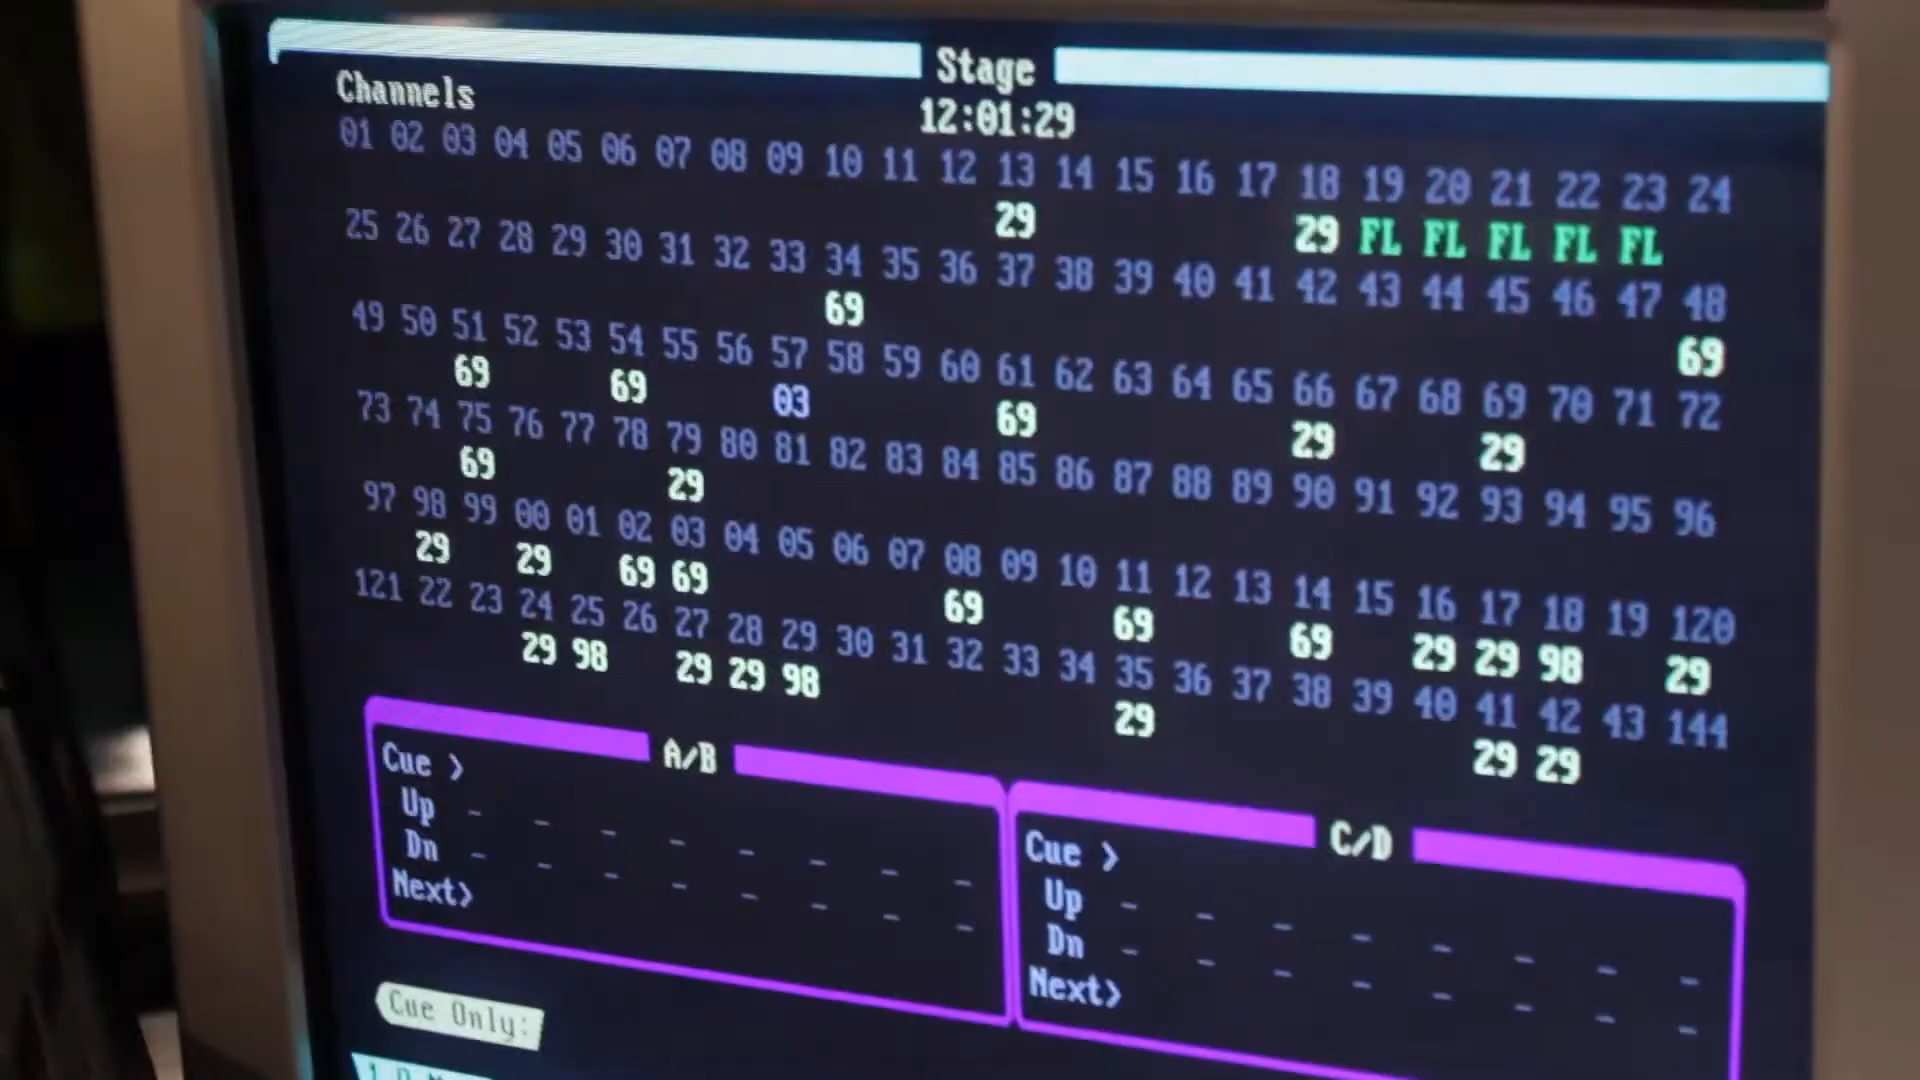 Stage
Channels
12:01:29
01 02 03 04 05 06 07 08 09 10 11 12 13 14 15 16 17 18 19 20 21 22 23 24
29 29 FL FL FL FL FL
25 26 27 28 29 30 31 32 33 34 35 36 37 38 39 40 41 42 43 44 45 46 47 48
69 69
49 50 51 52 53 54 55 56 57 58 59 60 61 62 63 64 65 66 67 68 69 70 71 72
69 69 03 69 29 29
73 74 75 76 77 78 79 80 81 82 83 84 85 86 87 88 89 90 91 92 93 94 95 96
69 29
97 98 99 00 01 02 03 04 05 06 07 08 09 10 11 12 13 14 15 16 17 18 19 120
29 29 69 69 69 69 69 29 29 98 29
121 22 23 24 25 26 27 28 29 30 31 32 33 34 35 36 37 38 39 40 41 42 43 144
29 98 29 29 98 29 29 29
A/B
Cue >
Up - - - - - - - -
Dn - - - - - - - -
Next>
C/D
Cue >
Up - - - - - - - -
Dn - - - - - - - -
Next>
Cue Only: